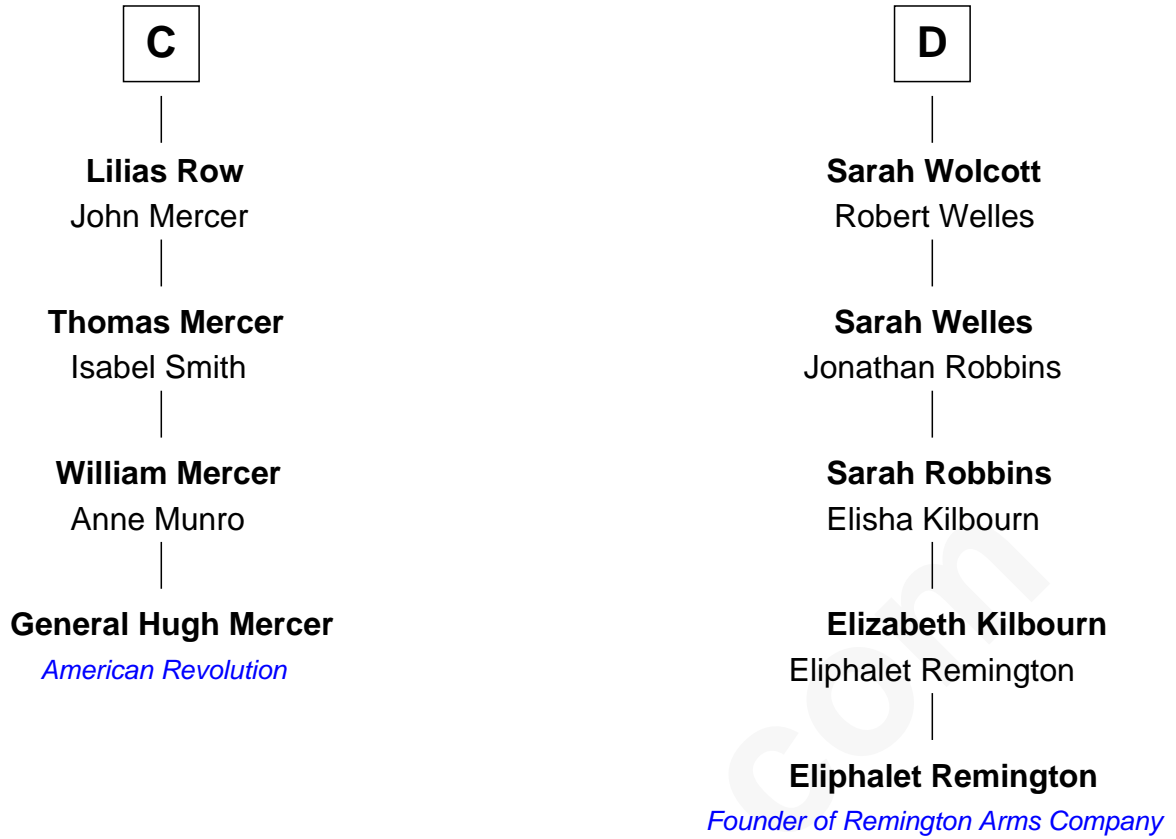 C
Lilias Row
John Mercer
Thomas Mercer
Isabel Smith
William Mercer
Anne Munro
General Hugh Mercer
American Revolution
D
Sarah Wolcott
Robert Welles
Sarah Welles
Jonathan Robbins
Sarah Robbins
Elisha Kilbourn
Elizabeth Kilbourn
Eliphalet Remington
Eliphalet Remington
Founder of Remington Arms Company
com